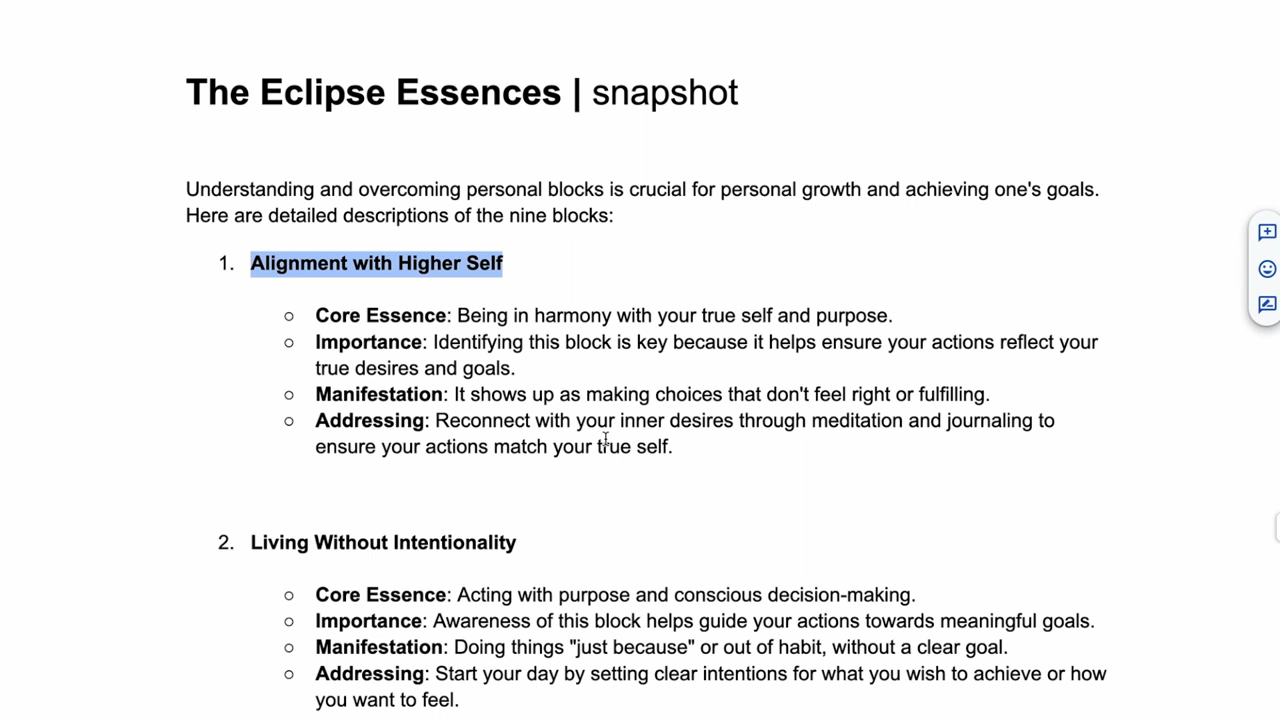 The Eclipse Essences | snapshot
Understanding and overcoming personal blocks is crucial for personal growth and achieving one's goals.
Here are detailed descriptions of the nine blocks:
1. Alignment with Higher Self
○ Core Essence: Being in harmony with your true self and purpose.
○ Importance: Identifying this block is key because it helps ensure your actions reflect your
true desires and goals.
○ Manifestation: It shows up as making choices that don't feel right or fulfilling.
○ Addressing: Reconnect with your inner desires through meditation and journaling to
ensure your actions match your true self.
2. Living Without Intentionality
○ Core Essence: Acting with purpose and conscious decision-making.
○ Importance: Awareness of this block helps guide your actions towards meaningful goals.
○ Manifestation: Doing things "just because" or out of habit, without a clear goal.
○ Addressing: Start your day by setting clear intentions for what you wish to achieve or how
you want to feel.